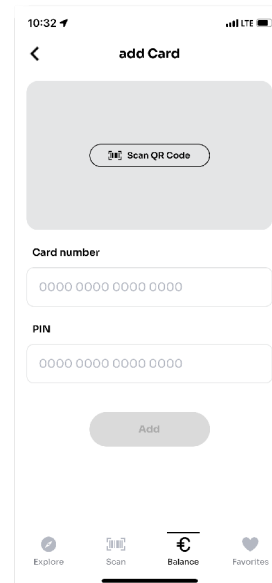 10:32
LTE
add Card
Scan QR Code
Card number
0000 0000 0000 0000
PIN
0000 0000 0000 0000
Add
€
Explore Scan Balance Favorites